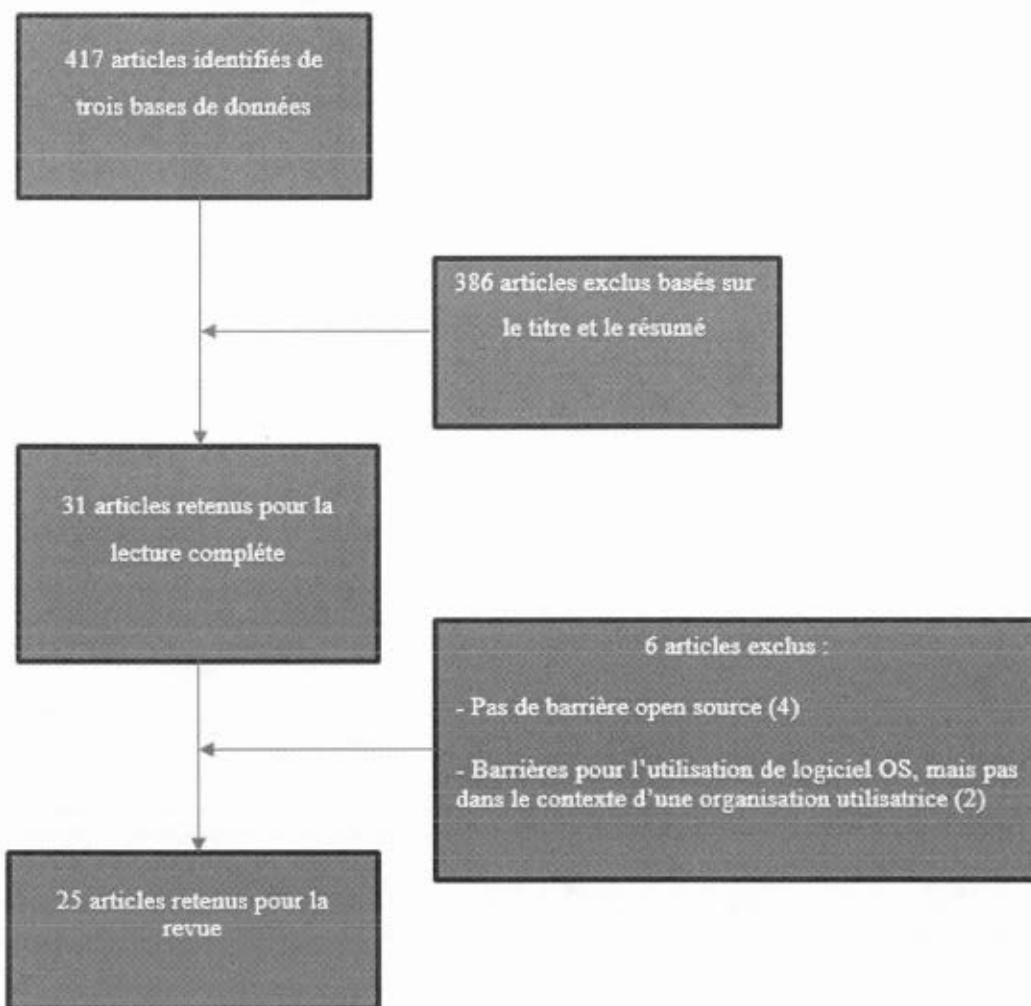 417 articles identifiés de
trois bases de données
386 articles exclus basés sur
le titre et le résumé
31 articles retenus pour la
lecture compléte
6 articles exclus :
- Pas de barrière open source (4)
- Barrières pour l'utilisation de logiciel OS, mais pas
dans le contexte d'une organisation utilisatrice (2)
25 articles retenus pour la
revue